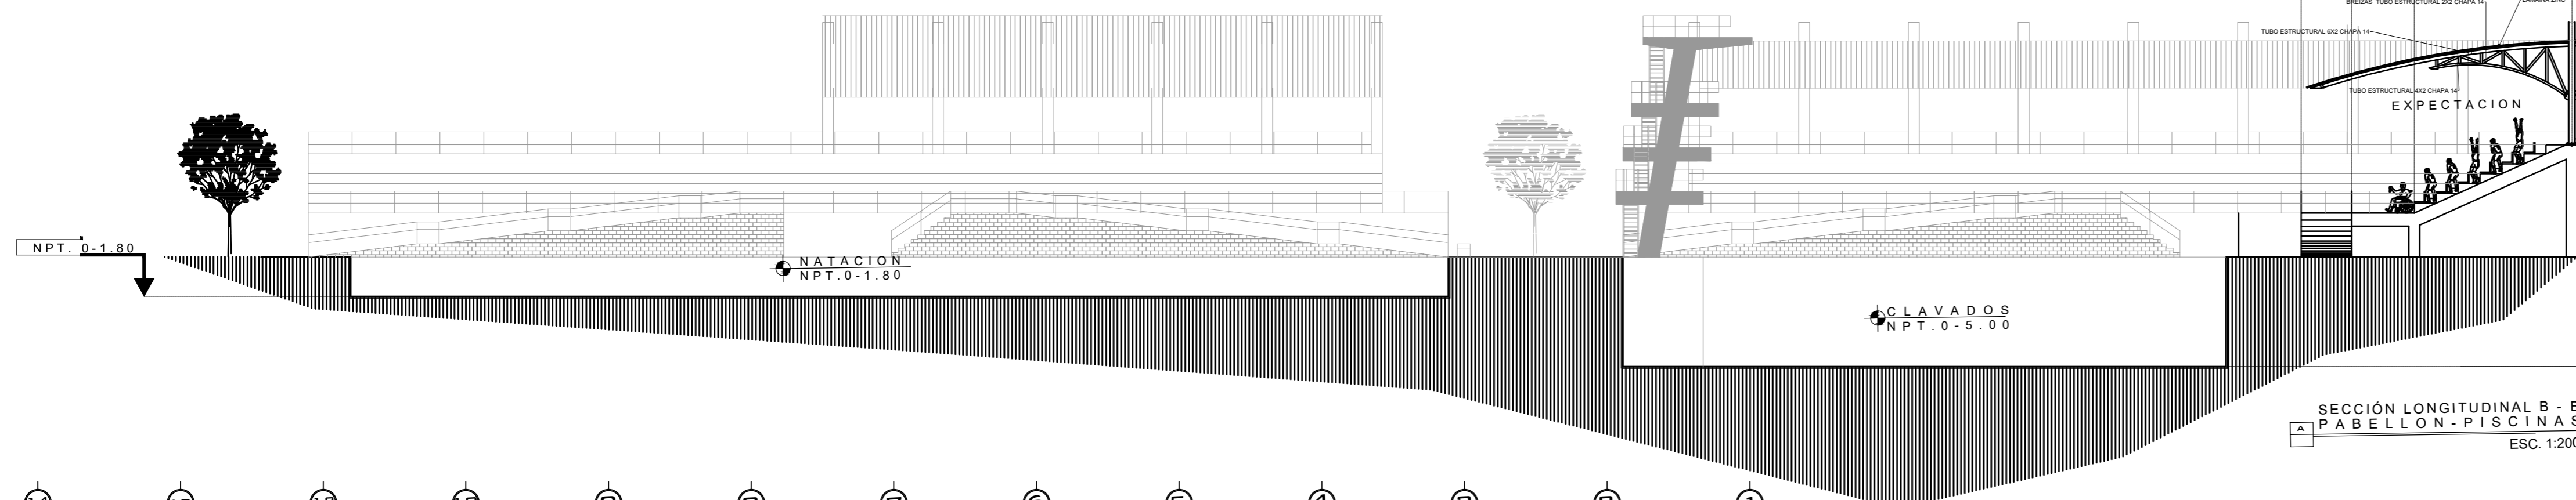 BREIZAS TUBO ESTRUCTURAL 2X2 CHAPA 14
LAMAINA ZINC
TUBO ESTRUCTURAL 6X2 CHAPA 14
TUBO ESTRUCTURAL 4X2 CHAPA 14
EXPECTACION
NPT. 0-1.80
NATACION
NPT.0-1.80
CLAVADOS
NPT.0-5.00
SECCIÓN LONGITUDINAL B -
A
PABELLON-PISCINAS
ESC. 1:200